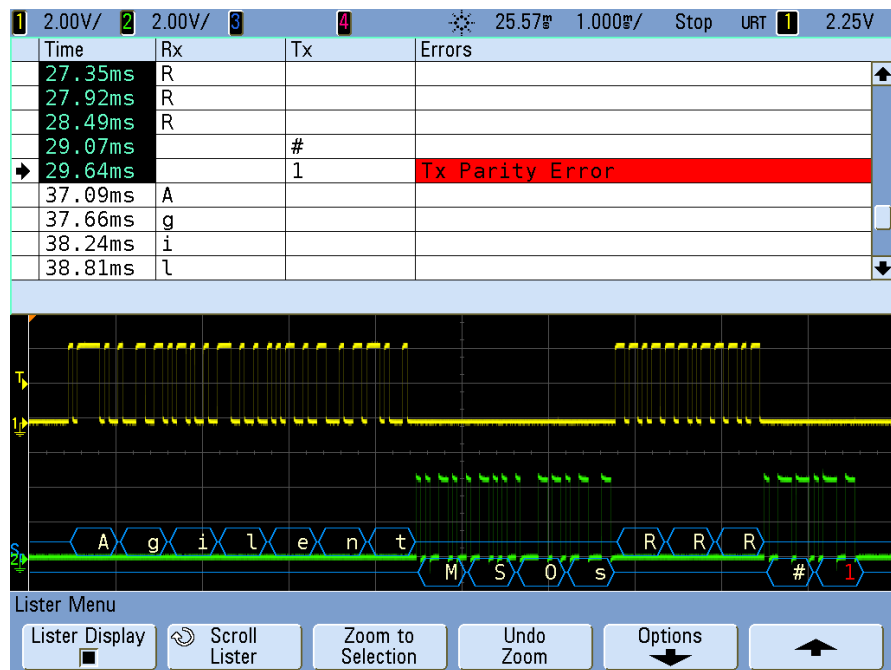 1 2.00V/ 2 2.00V/ 3 4 25.57ms 1.000ms/ Stop URT 1 2.25V
Time Rx Tx Errors
27.35ms R
27.92ms R
28.49ms R
29.07ms #
29.64ms 1 Tx Parity Error
37.09ms A
37.66ms g
38.24ms i
38.81ms l
T
1
A g i l e n t R R R
S
2
M S O s # 1
Lister Menu
Lister Display Scroll Lister Zoom to Selection Undo Zoom Options